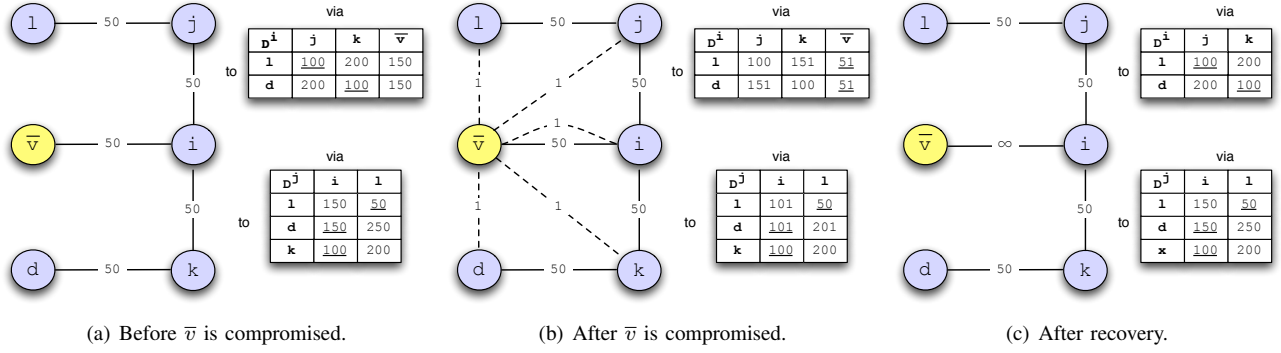 l 50 j
50
v̅ 50 i
50
d 50 k
via
D^i j k v̅
to
l 100 200 150
d 200 100 150
via
D^j i l
to
l 150 50
d 150 250
k 100 200
(a) Before v̅ is compromised.
l 50 j
1 1 50
1
v̅ 50 i
1 1 50
d 50 k
via
D^i j k v̅
to
l 100 151 51
d 151 100 51
via
D^j i l
to
l 101 50
d 101 201
k 100 200
(b) After v̅ is compromised.
l 50 j
50
v̅ ∞ i
50
d 50 k
via
D^i j k
to
l 100 200
d 200 100
via
D^j i l
to
l 150 50
d 150 250
x 100 200
(c) After recovery.